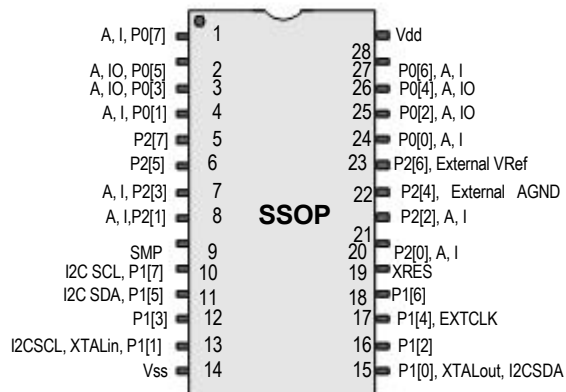 A, I, P0[7] 1 Vdd
28
A, IO, P0[5] 2 27 P0[6], A, I
A, IO, P0[3] 3 26 P0[4], A, IO
A, I, P0[1] 4 25 P0[2], A, IO
P2[7] 5 24 P0[0], A, I
P2[5] 6 23 P2[6], External VRef
A, I, P2[3] 7 22 P2[4], External AGND
A, I,P2[1] 8 SSOP P2[2], A, I
21
SMP 9 20 P2[0], A, I
I2C SCL, P1[7] 10 19 XRES
I2C SDA, P1[5] 11 18 P1[6]
P1[3] 12 17 P1[4], EXTCLK
I2CSCL, XTALin, P1[1] 13 16 P1[2]
Vss 14 15 P1[0], XTALout, I2CSDA